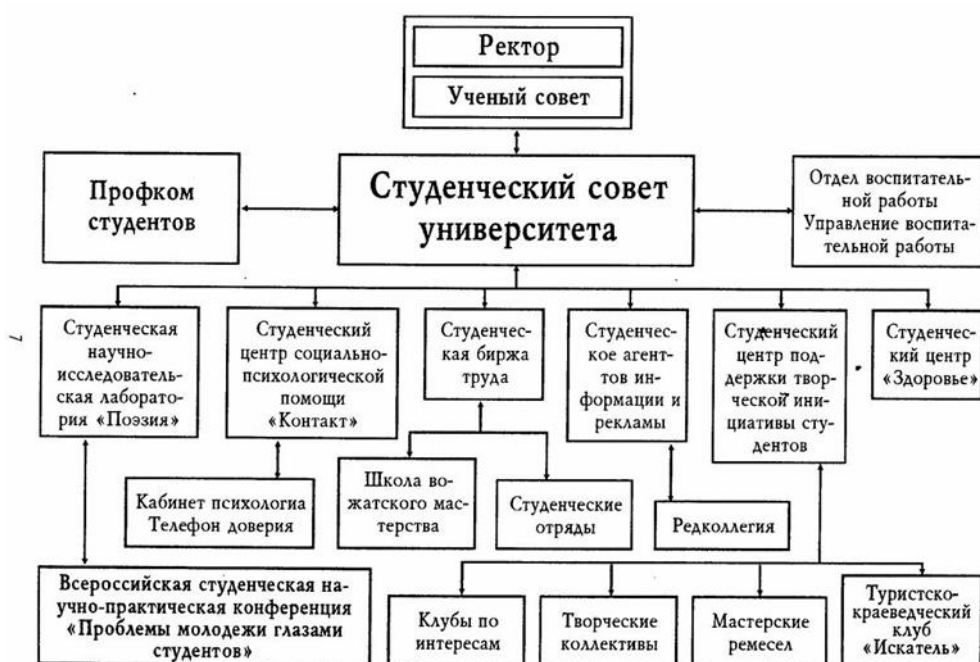 Ректор
Ученый совет
Профком
студентов
Студенческий совет
университета
Отдел воспитатель-
ной работы
Управление воспита-
тельной работы
Студенческая
научно-
исследователь-
ская лаборато-
рия «Поэзия»
Студенческий
центр социально-
психологической
помощи
«Контакт»
Студенчес-
кая биржа
труда
Студенчес-
кое агент-
тов ин-
формации и
рекламы
Студенческий
центр под-
держки твор-
ческой ини-
циативы сту-
дентов
Студенчес-
кий центр
«Здоровье»
7
Кабинет психологиа
Телефон доверия
Школа во-
жатского мас-
терства
Студенческие
отряды
Редколлегия
Всероссийская студенческая на-
учно-практическая конференция
«Проблемы молодежи глазами
студентов»
Клубы по
интересам
Творческие
коллективы
Мастерские
ремесел
Туристско-
краеведческий
клуб
«Искатель»